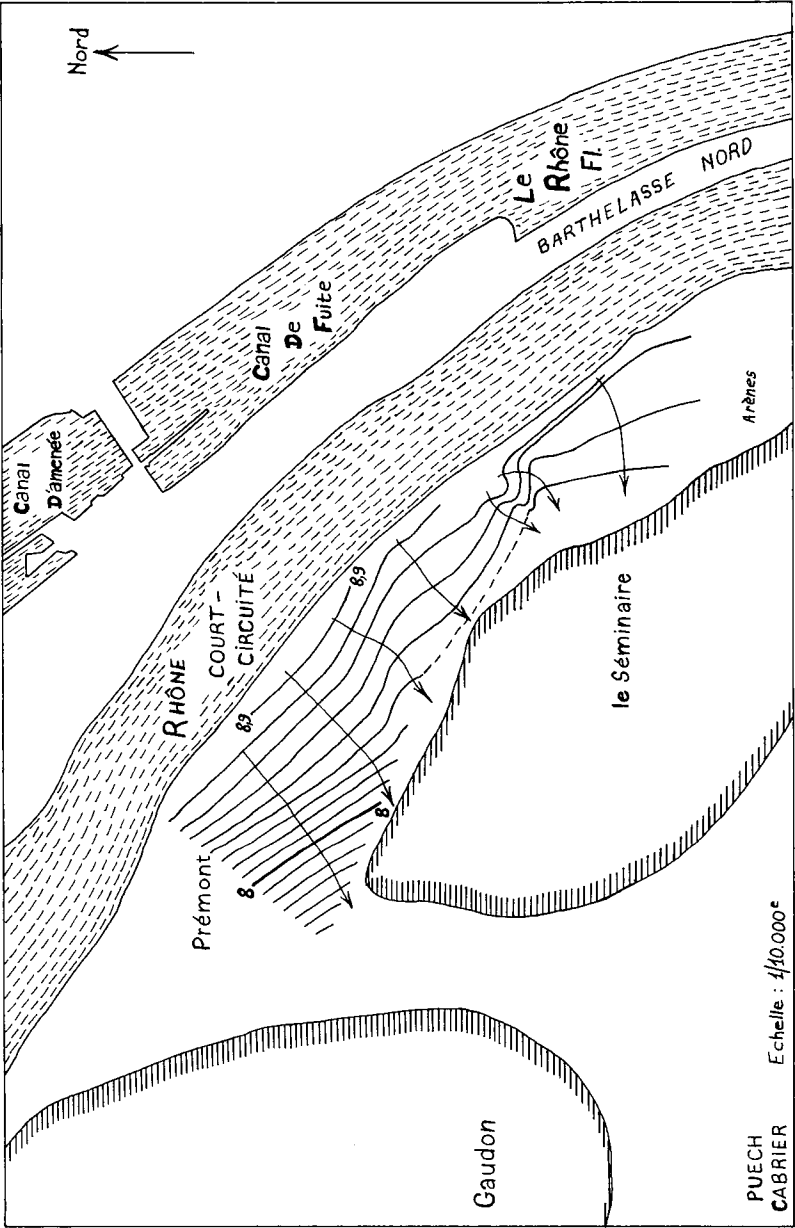 Nord
Canal
D'amenée
Canal
De
Fuite
Le
Rhône
Fl.
BARTHELASSE NORD
RHÔNE
COURT-
CIRCUITÉ
8,9
8,9
8
8
Prémont
Arènes
le Séminaire
Gaudon
PUECH
CABRIER
Echelle : 1/10.000e